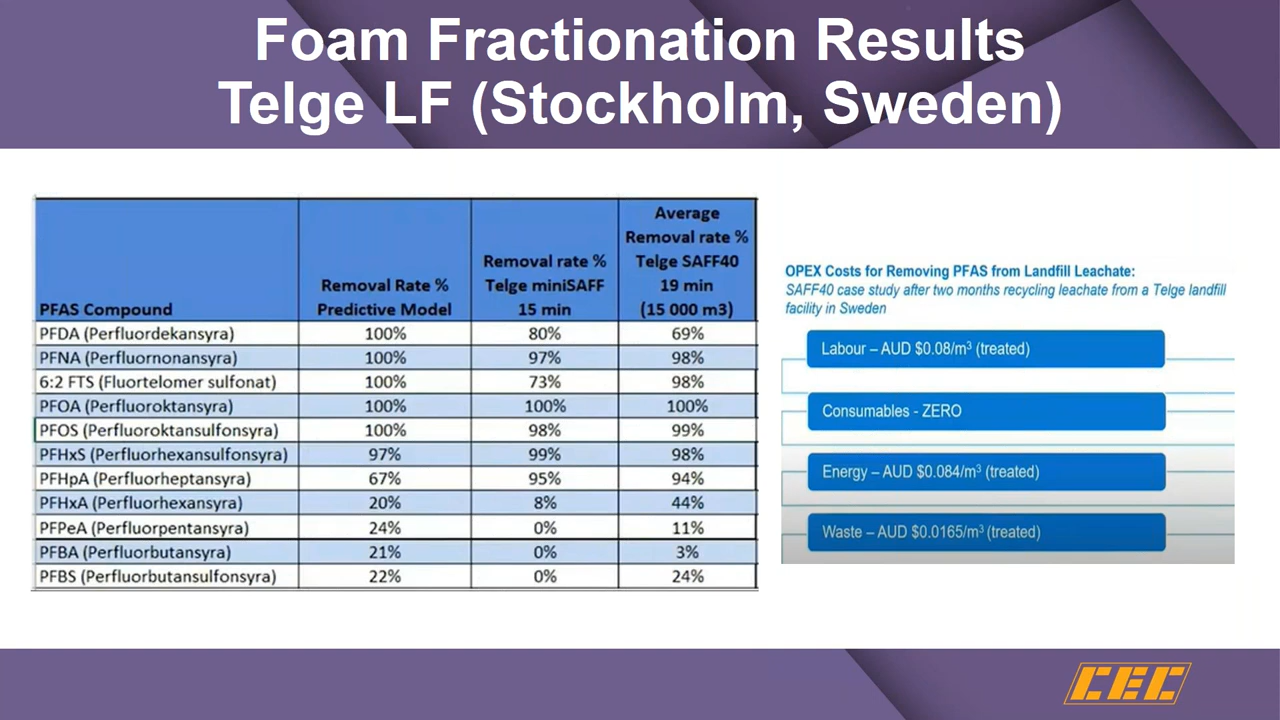 Foam Fractionation Results
Telge LF (Stockholm, Sweden)
PFAS Compound Removal Rate % Predictive Model Removal rate % Telge miniSAFF 15 min Average Removal rate % Telge SAFF40 19 min (15 000 m3)
PFDA (Perfluordekansyra) 100% 80% 69%
PFNA (Perfluornonansyra) 100% 97% 98%
6:2 FTS (Fluortelomer sulfonat) 100% 73% 98%
PFOA (Perfluoroktansyra) 100% 100% 100%
PFOS (Perfluoroktansulfonsyra) 100% 98% 99%
PFHxS (Perfluorhexansulfonsyra) 97% 99% 98%
PFHpA (Perfluorheptansyra) 67% 95% 94%
PFHxA (Perfluorhexansyra) 20% 8% 44%
PFPeA (Perfluorpentansyra) 24% 0% 11%
PFBA (Perfluorbutansyra) 21% 0% 3%
PFBS (Perfluorbutansulfonsyra) 22% 0% 24%
OPEX Costs for Removing PFAS from Landfill Leachate:
SAFF40 case study after two months recycling leachate from a Telge landfill
facility in Sweden
Labour – AUD $0.08/m³ (treated)
Consumables - ZERO
Energy – AUD $0.084/m³ (treated)
Waste – AUD $0.0165/m³ (treated)
CEC